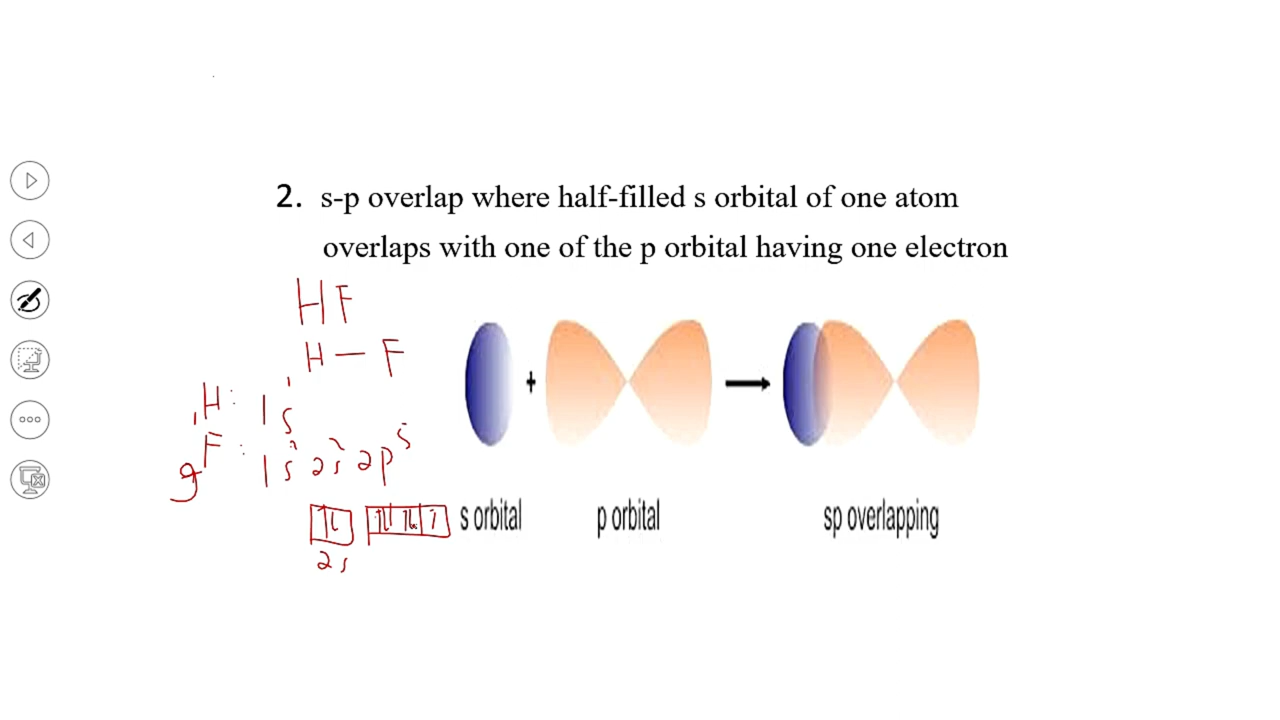 2. s-p overlap where half-filled s orbital of one atom
overlaps with one of the p orbital having one electron
HF
H — F
₁H: 1s¹
₉F: 1s² 2s² 2p⁵
2s
s orbital + p orbital → sp overlapping